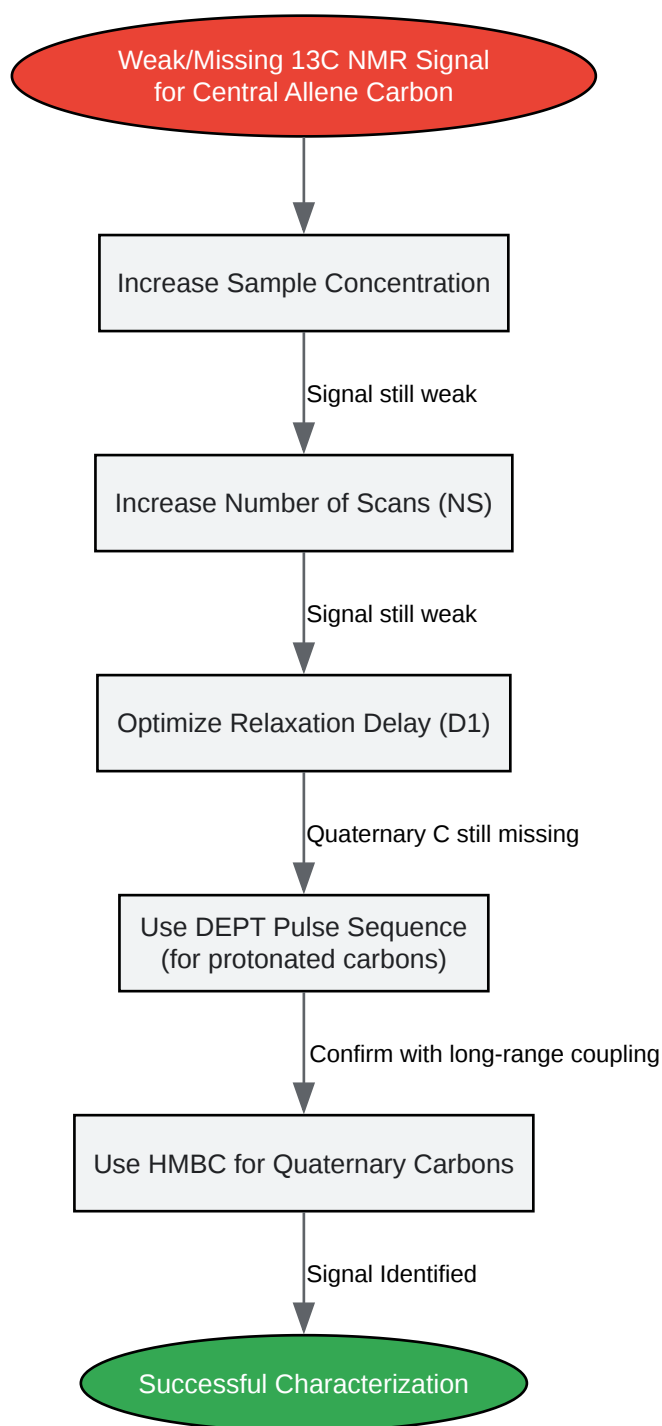 Weak/Missing 13C NMR Signal
for Central Allene Carbon
Increase Sample Concentration
Signal still weak
Increase Number of Scans (NS)
Signal still weak
Optimize Relaxation Delay (D1)
Quaternary C still missing
Use DEPT Pulse Sequence
(for protonated carbons)
Confirm with long-range coupling
Use HMBC for Quaternary Carbons
Signal Identified
Successful Characterization